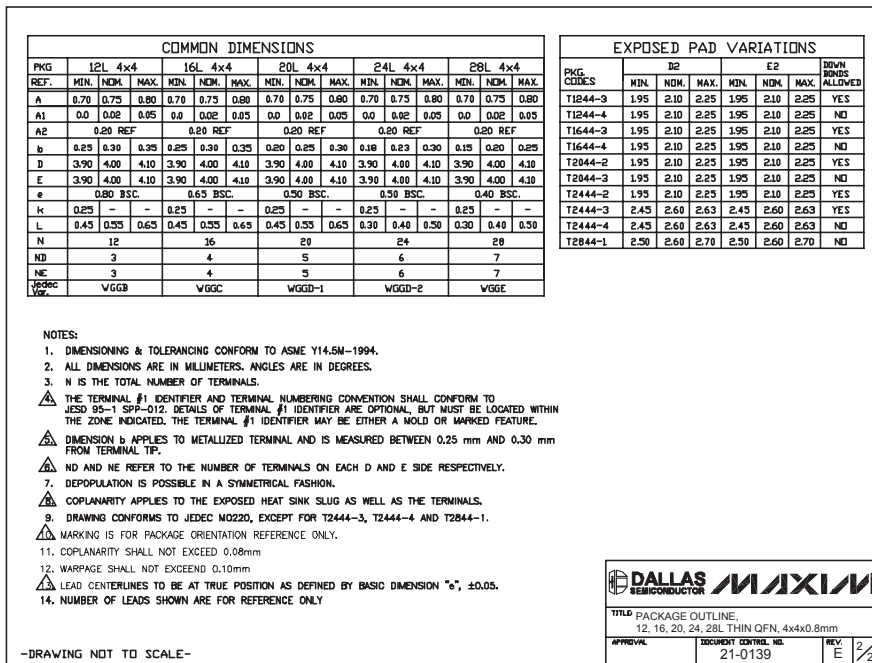 COMMON DIMENSIONS
PKG 12L 4x4 16L 4x4 20L 4x4 24L 4x4 28L 4x4
REF. MIN. NOM. MAX. MIN. NOM. MAX. MIN. NOM. MAX. MIN. NOM. MAX. MIN. NOM. MAX.
A 0.70 0.75 0.80 0.70 0.75 0.80 0.70 0.75 0.80 0.70 0.75 0.80 0.70 0.75 0.80
A1 0.0 0.02 0.05 0.0 0.02 0.05 0.0 0.02 0.05 0.0 0.02 0.05 0.0 0.02 0.05
A2 0.20 REF 0.20 REF 0.20 REF 0.20 REF 0.20 REF
b 0.25 0.30 0.35 0.25 0.30 0.35 0.20 0.25 0.30 0.18 0.23 0.30 0.15 0.20 0.25
D 3.90 4.00 4.10 3.90 4.00 4.10 3.90 4.00 4.10 3.90 4.00 4.10 3.90 4.00 4.10
E 3.90 4.00 4.10 3.90 4.00 4.10 3.90 4.00 4.10 3.90 4.00 4.10 3.90 4.00 4.10
e 0.80 BSC. 0.65 BSC. 0.50 BSC. 0.50 BSC. 0.40 BSC.
k 0.25 - - 0.25 - - 0.25 - - 0.25 - - 0.25 - -
L 0.45 0.55 0.65 0.45 0.55 0.65 0.45 0.55 0.65 0.30 0.40 0.50 0.30 0.40 0.50
N 12 16 20 24 28
ND 3 4 5 6 7
NE 3 4 5 6 7
Jedec Var. WGGB WGGC WGGD-1 WGGD-2 WGGE
EXPOSED PAD VARIATIONS
PKG. CODES D2 E2 DOWN BONDS ALLOWED
MIN. NOM. MAX. MIN. NOM. MAX.
T1244-3 1.95 2.10 2.25 1.95 2.10 2.25 YES
T1244-4 1.95 2.10 2.25 1.95 2.10 2.25 NO
T1644-3 1.95 2.10 2.25 1.95 2.10 2.25 YES
T1644-4 1.95 2.10 2.25 1.95 2.10 2.25 NO
T2044-2 1.95 2.10 2.25 1.95 2.10 2.25 YES
T2044-3 1.95 2.10 2.25 1.95 2.10 2.25 NO
T2444-2 1.95 2.10 2.25 1.95 2.10 2.25 YES
T2444-3 2.45 2.60 2.63 2.45 2.60 2.63 YES
T2444-4 2.45 2.60 2.63 2.45 2.60 2.63 NO
T2844-1 2.50 2.60 2.70 2.50 2.60 2.70 NO
NOTES:
1. DIMENSIONING & TOLERANCING CONFORM TO ASME Y14.5M-1994.
2. ALL DIMENSIONS ARE IN MILLIMETERS. ANGLES ARE IN DEGREES.
3. N IS THE TOTAL NUMBER OF TERMINALS.
4. THE TERMINAL #1 IDENTIFIER AND TERMINAL NUMBERING CONVENTION SHALL CONFORM TO
JESD 95-1 SPP-012. DETAILS OF TERMINAL #1 IDENTIFIER ARE OPTIONAL, BUT MUST BE LOCATED WITHIN
THE ZONE INDICATED. THE TERMINAL #1 IDENTIFIER MAY BE EITHER A MOLD OR MARKED FEATURE.
5. DIMENSION b APPLIES TO METALLIZED TERMINAL AND IS MEASURED BETWEEN 0.25 mm AND 0.30 mm
FROM TERMINAL TIP.
6. ND AND NE REFER TO THE NUMBER OF TERMINALS ON EACH D AND E SIDE RESPECTIVELY.
7. DEPOPULATION IS POSSIBLE IN A SYMMETRICAL FASHION.
8. COPLANARITY APPLIES TO THE EXPOSED HEAT SINK SLUG AS WELL AS THE TERMINALS.
9. DRAWING CONFORMS TO JEDEC MO220, EXCEPT FOR T2444-3, T2444-4 AND T2844-1.
10. MARKING IS FOR PACKAGE ORIENTATION REFERENCE ONLY.
11. COPLANARITY SHALL NOT EXCEED 0.08mm
12. WARPAGE SHALL NOT EXCEEND 0.10mm
13. LEAD CENTERLINES TO BE AT TRUE POSITION AS DEFINED BY BASIC DIMENSION "e", ±0.05.
14. NUMBER OF LEADS SHOWN ARE FOR REFERENCE ONLY
-DRAWING NOT TO SCALE-
DALLAS SEMICONDUCTOR MAXIM
TITLE: PACKAGE OUTLINE,
12, 16, 20, 24, 28L THIN QFN, 4x4x0.8mm
APPROVAL DOCUMENT CONTROL NO. REV.
21-0139 E 2/2